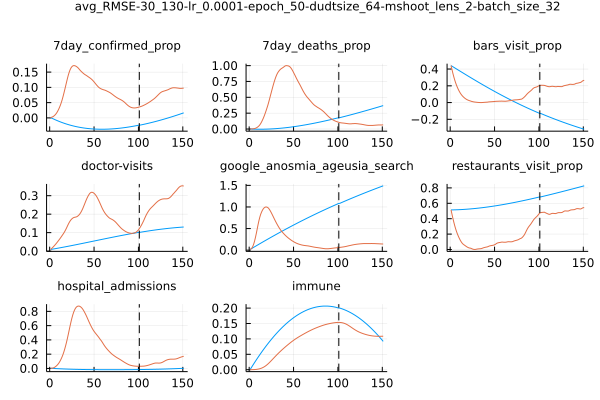 avg_RMSE-30_130-lr_0.0001-epoch_50-dudtsize_64-mshoot_lens_2-batch_size_32
7day_confirmed_prop
0.15
0.10
0.05
0.00
0 50 100 150
7day_deaths_prop
1.00
0.75
0.50
0.25
0.00
0 50 100 150
bars_visit_prop
0.4
0.2
0.0
−0.2
0 50 100 150
doctor-visits
0.3
0.2
0.1
0.0
0 50 100 150
google_anosmia_ageusia_search
1.5
1.0
0.5
0.0
0 50 100 150
restaurants_visit_prop
0.8
0.6
0.4
0.2
0.0
0 50 100 150
hospital_admissions
0.8
0.6
0.4
0.2
0.0
0 50 100 150
immune
0.20
0.15
0.10
0.05
0.00
0 50 100 150